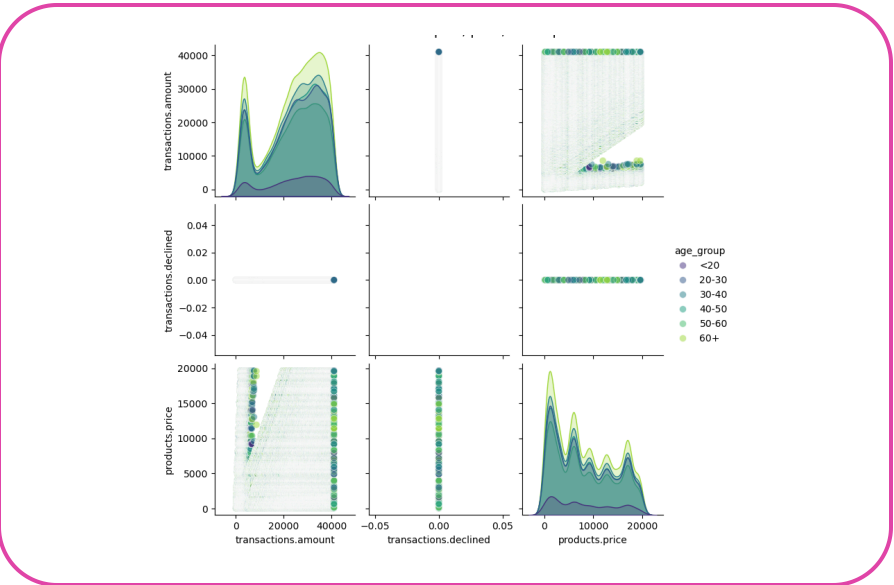 40000
30000
20000
10000
0
transactions.amount
0.04
0.02
0.00
−0.02
−0.04
transactions.declined
age_group
<20
20-30
30-40
40-50
50-60
60+
20000
15000
10000
5000
0
products.price
0 20000 40000
transactions.amount
−0.05 0.00 0.05
transactions.declined
0 10000 20000
products.price